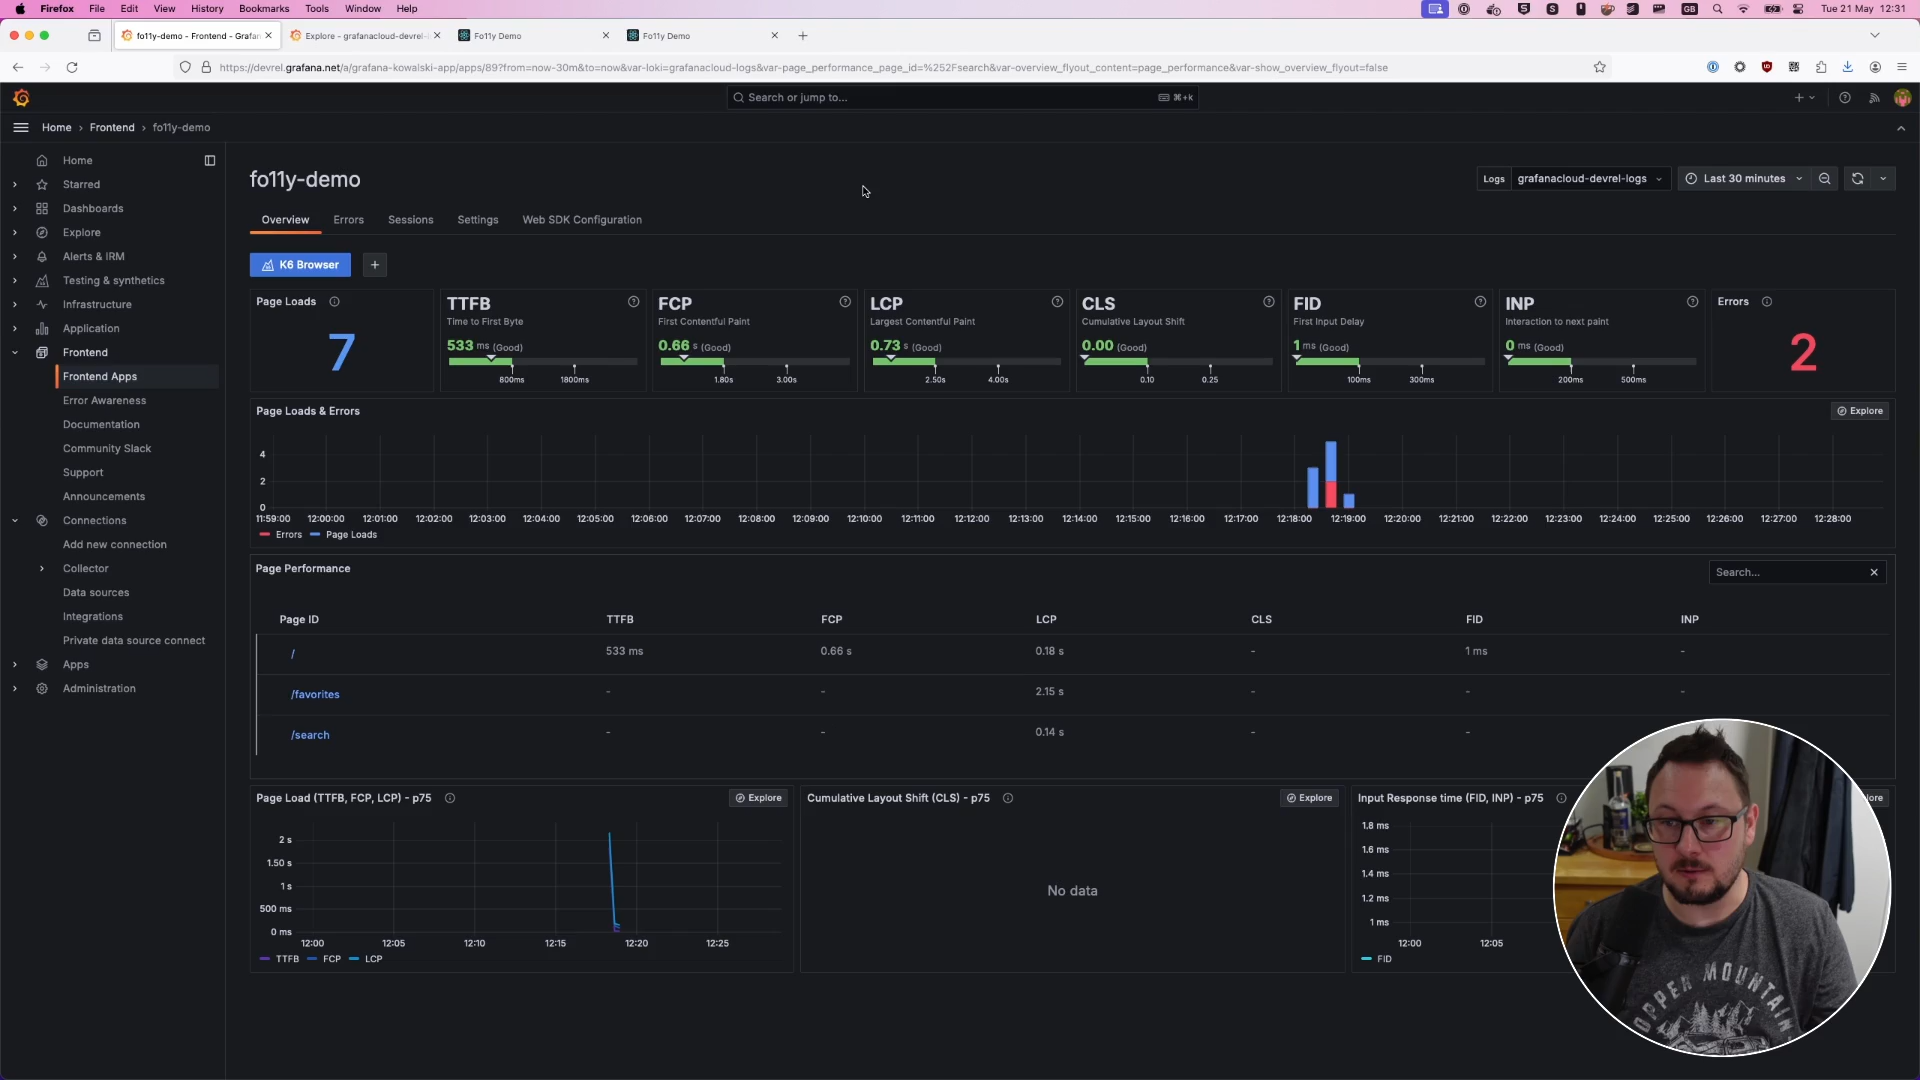 Firefox File Edit View History Bookmarks Tools Window Help
GB Tue 21 May 12:31
fo11y-demo - Frontend - Grafan
Explore - grafanacloud-devrel-l
Fo11y Demo
Fo11y Demo
https://devrel.grafana.net/a/grafana-kowalski-app/apps/89?from=now-30m&to=now&var-loki=grafanacloud-logs&var-page_performance_page_id=%252Fsearch&var-overview_flyout_content=page_performance&var-show_overview_flyout=false
Search or jump to... ⌘+k
Home › Frontend › fo11y-demo
Home
Starred
Dashboards
Explore
Alerts & IRM
Testing & synthetics
Infrastructure
Application
Frontend
Frontend Apps
Error Awareness
Documentation
Community Slack
Support
Announcements
Connections
Add new connection
Collector
Data sources
Integrations
Private data source connect
Apps
Administration
fo11y-demo
Logs grafanacloud-devrel-logs Last 30 minutes
Overview Errors Sessions Settings Web SDK Configuration
K6 Browser +
Page Loads
7
TTFB
Time to First Byte
533 ms (Good)
800ms 1800ms
FCP
First Contentful Paint
0.66 s (Good)
1.80s 3.00s
LCP
Largest Contentful Paint
0.73 s (Good)
2.50s 4.00s
CLS
Cumulative Layout Shift
0.00 (Good)
0.10 0.25
FID
First Input Delay
1 ms (Good)
100ms 300ms
INP
Interaction to next paint
0 ms (Good)
200ms 500ms
Errors
2
Page Loads & Errors
Explore
4
2
0
11:59:00 12:00:00 12:01:00 12:02:00 12:03:00 12:04:00 12:05:00 12:06:00 12:07:00 12:08:00 12:09:00 12:10:00 12:11:00 12:12:00 12:13:00 12:14:00 12:15:00 12:16:00 12:17:00 12:18:00 12:19:00 12:20:00 12:21:00 12:22:00 12:23:00 12:24:00 12:25:00 12:26:00 12:27:00 12:28:00
Errors Page Loads
Page Performance
Search...
Page ID TTFB FCP LCP CLS FID INP
/ 533 ms 0.66 s 0.18 s - 1 ms -
/favorites - - 2.15 s - - -
/search - - 0.14 s - -
Page Load (TTFB, FCP, LCP) - p75
Explore
2 s
1.50 s
1 s
500 ms
0 ms
12:00 12:05 12:10 12:15 12:20 12:25
TTFB FCP LCP
Cumulative Layout Shift (CLS) - p75
Explore
No data
Input Response time (FID, INP) - p75
lore
1.8 ms
1.6 ms
1.4 ms
1.2 ms
1 ms
12:00 12:05
FID
OPPER MOUNTAIN